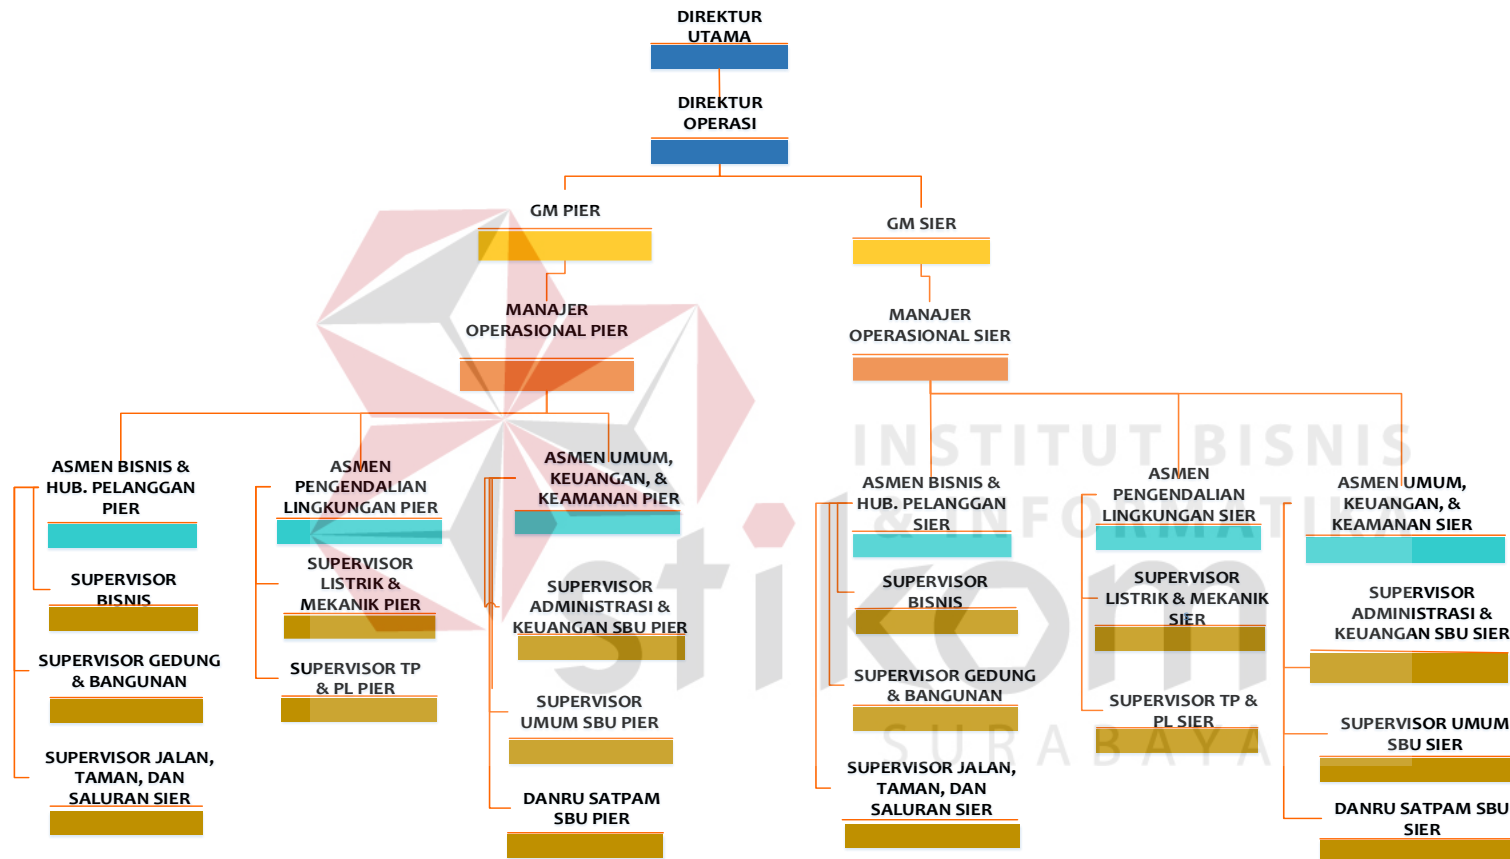 DIREKTUR
UTAMA
DIREKTUR
OPERASI
GM PIER
GM SIER
MANAJER
OPERASIONAL PIER
MANAJER
OPERASIONAL SIER
ASMEN BISNIS &
HUB. PELANGGAN
PIER
ASMEN
PENGENDALIAN
LINGKUNGAN PIER
ASMEN UMUM,
KEUANGAN, &
KEAMANAN PIER
ASMEN BISNIS &
HUB. PELANGGAN
SIER
ASMEN
PENGENDALIAN
LINGKUNGAN SIER
ASMEN UMUM,
KEUANGAN, &
KEAMANAN SIER
SUPERVISOR
BISNIS
SUPERVISOR
LISTRIK &
MEKANIK PIER
SUPERVISOR
ADMINISTRASI &
KEUANGAN SBU PIER
SUPERVISOR
BISNIS
SUPERVISOR
LISTRIK & MEKANIK
SIER
SUPERVISOR
ADMINISTRASI &
KEUANGAN SBU SIER
SUPERVISOR GEDUNG
& BANGUNAN
SUPERVISOR TP
& PL PIER
SUPERVISOR
UMUM SBU PIER
SUPERVISOR GEDUNG
& BANGUNAN
SUPERVISOR TP &
PL SIER
SUPERVISOR UMUM
SBU SIER
SUPERVISOR JALAN,
TAMAN, DAN
SALURAN SIER
DANRU SATPAM
SBU PIER
SUPERVISOR JALAN,
TAMAN, DAN
SALURAN SIER
DANRU SATPAM SBU
SIER
INSTITUT BISNIS
& INFORMATIKA
stikom
SURABAYA